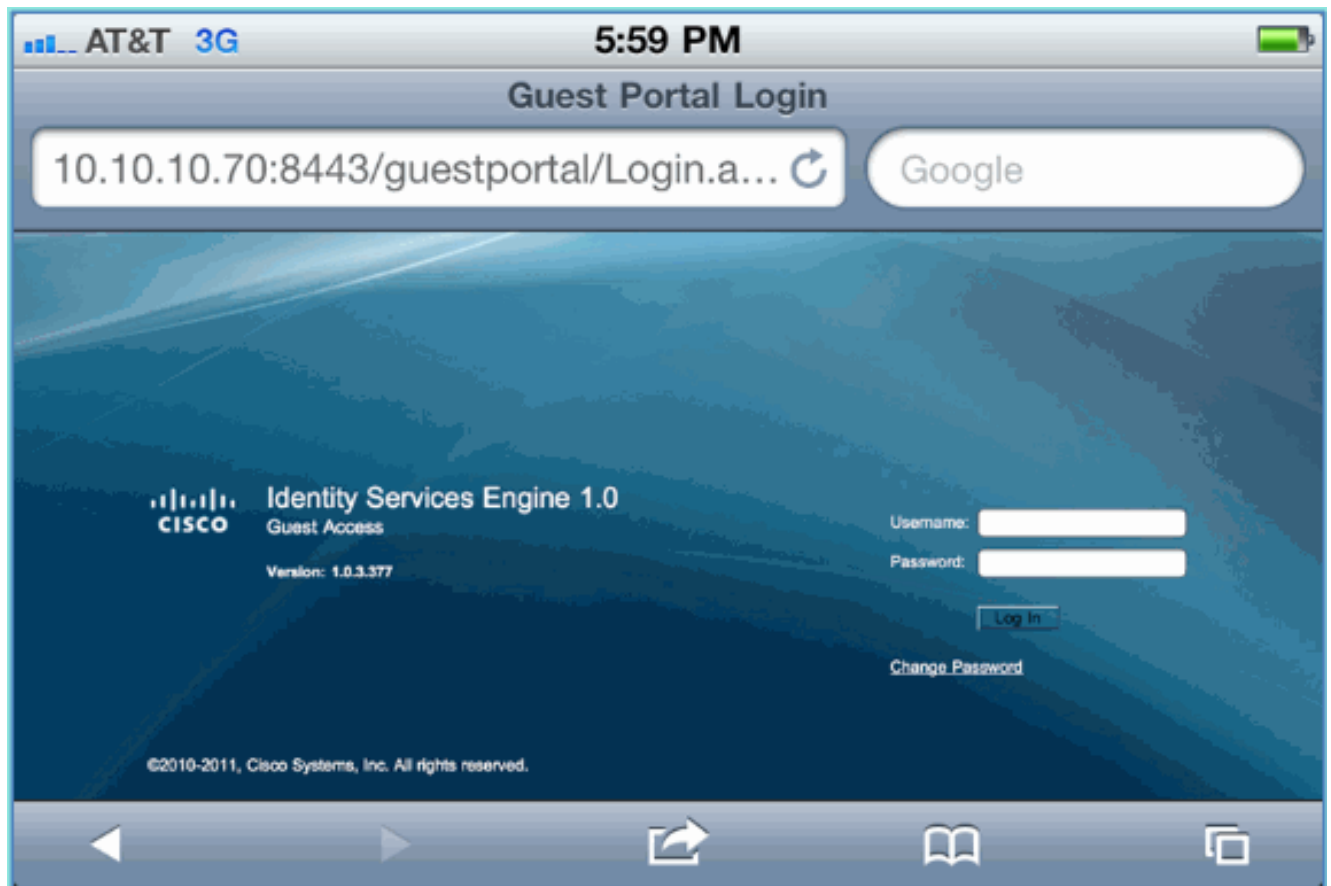 AT&T 3G 5:59 PM
Guest Portal Login
10.10.10.70:8443/guestportal/Login.a... Google
CISCO
Identity Services Engine 1.0
Guest Access
Version: 1.0.3.377
Username:
Password:
Log In
Change Password
©2010-2011, Cisco Systems, Inc. All rights reserved.